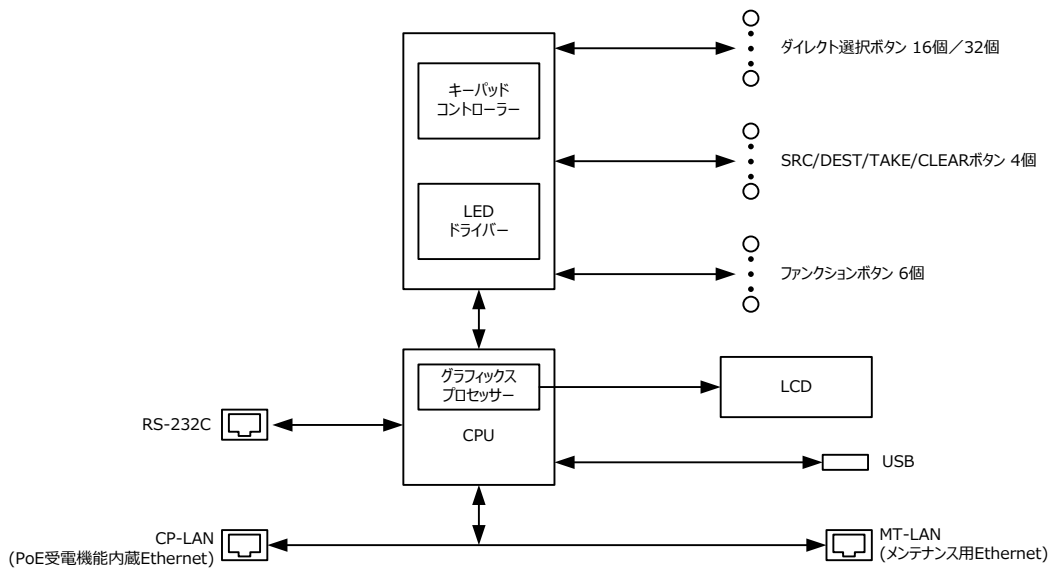 ダイレクト選択ボタン 16個／32個
キーパッド
コントローラー
SRC/DEST/TAKE/CLEARボタン 4個
LED
ドライバー
ファンクションボタン 6個
グラフィックス
プロセッサー
LCD
RS-232C
CPU
USB
CP-LAN
(PoE受電機能内蔵Ethernet)
MT-LAN
(メンテナンス用Ethernet)